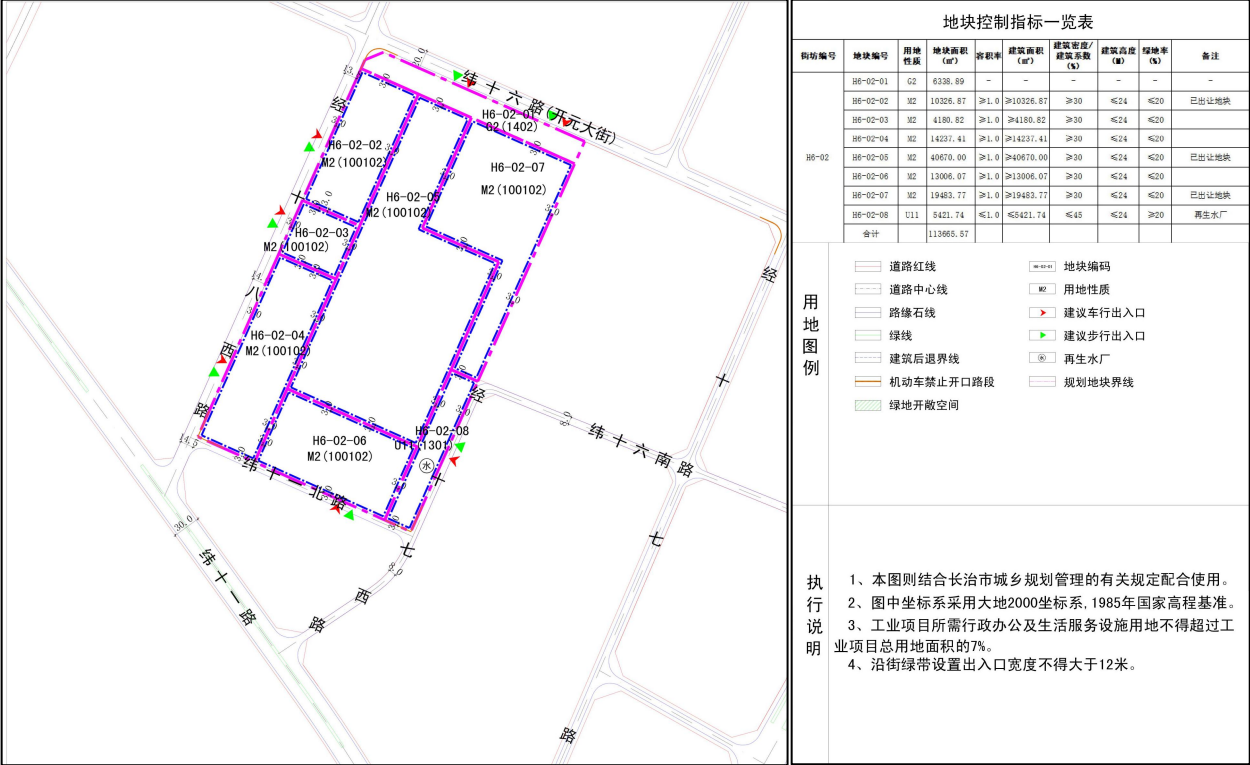 纬十六路(开元大街)
20.0
H6-02-01
G2(1402)
H6-02-02
M2(100102)
H6-02-07
M2(100102)
H6-02-05
M2(100102)
H6-02-03
M2(100102)
H6-02-04
M2(100102)
H6-02-06
M2(100102)
H6-02-08
U11(1301)
水
经十八西路
纬十一北路
经十七西路
纬十六南路
8.0
经十七路
纬十一路
30.0
14.0
8.0
地块控制指标一览表
街坊编号 地块编号 用地性质 地块面积(㎡) 容积率 建筑面积(㎡) 建筑密度/建筑系数(%) 建筑高度(M) 绿地率(%) 备注
H6-02
H6-02-01 G2 6338.89 - - - - - -
H6-02-02 M2 10326.87 ≥1.0 ≥10326.87 ≥30 ≤24 ≤20 已出让地块
H6-02-03 M2 4180.82 ≥1.0 ≥4180.82 ≥30 ≤24 ≤20
H6-02-04 M2 14237.41 ≥1.0 ≥14237.41 ≥30 ≤24 ≤20
H6-02-05 M2 40670.00 ≥1.0 ≥40670.00 ≥30 ≤24 ≤20 已出让地块
H6-02-06 M2 13006.07 ≥1.0 ≥13006.07 ≥30 ≤24 ≤20
H6-02-07 M2 19483.77 ≥1.0 ≥19483.77 ≥30 ≤24 ≤20 已出让地块
H6-02-08 U11 5421.74 ≤1.0 ≤5421.74 ≤45 ≤24 ≥20 再生水厂
合计 113665.57
用地图例
道路红线
道路中心线
路缘石线
绿线
建筑后退界线
机动车禁止开口路段
绿地开敞空间
H6-02-01 地块编码
M2 用地性质
建议车行出入口
建议步行出入口
水 再生水厂
规划地块界线
执行说明
1、本图则结合长治市城乡规划管理的有关规定配合使用。
2、图中坐标系采用大地2000坐标系,1985年国家高程基准。
3、工业项目所需行政办公及生活服务设施用地不得超过工
业项目总用地面积的7%。
4、沿街绿带设置出入口宽度不得大于12米。